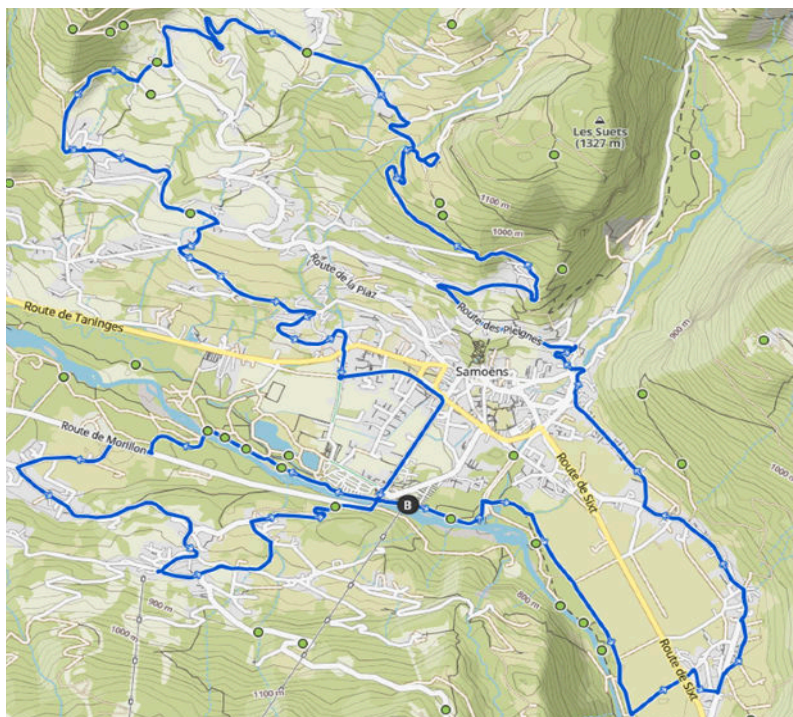 Les Suets
(1327 m)
1100 m
1000 m
Route de la Piaz
Route de Taninges
Route des Pleignes
900 m
Samoëns
Route de Morillon
1000 m
Route de Sixt
800 m
900 m
1000 m
Route de Sixt
1100 m
B